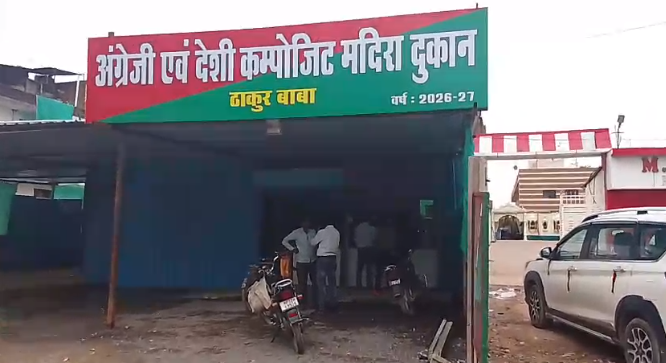 अंग्रेजी एवं देशी कम्पोजिट मदिरा दुकान
ठाकुर बाबा
वर्ष : 2026-27
M.